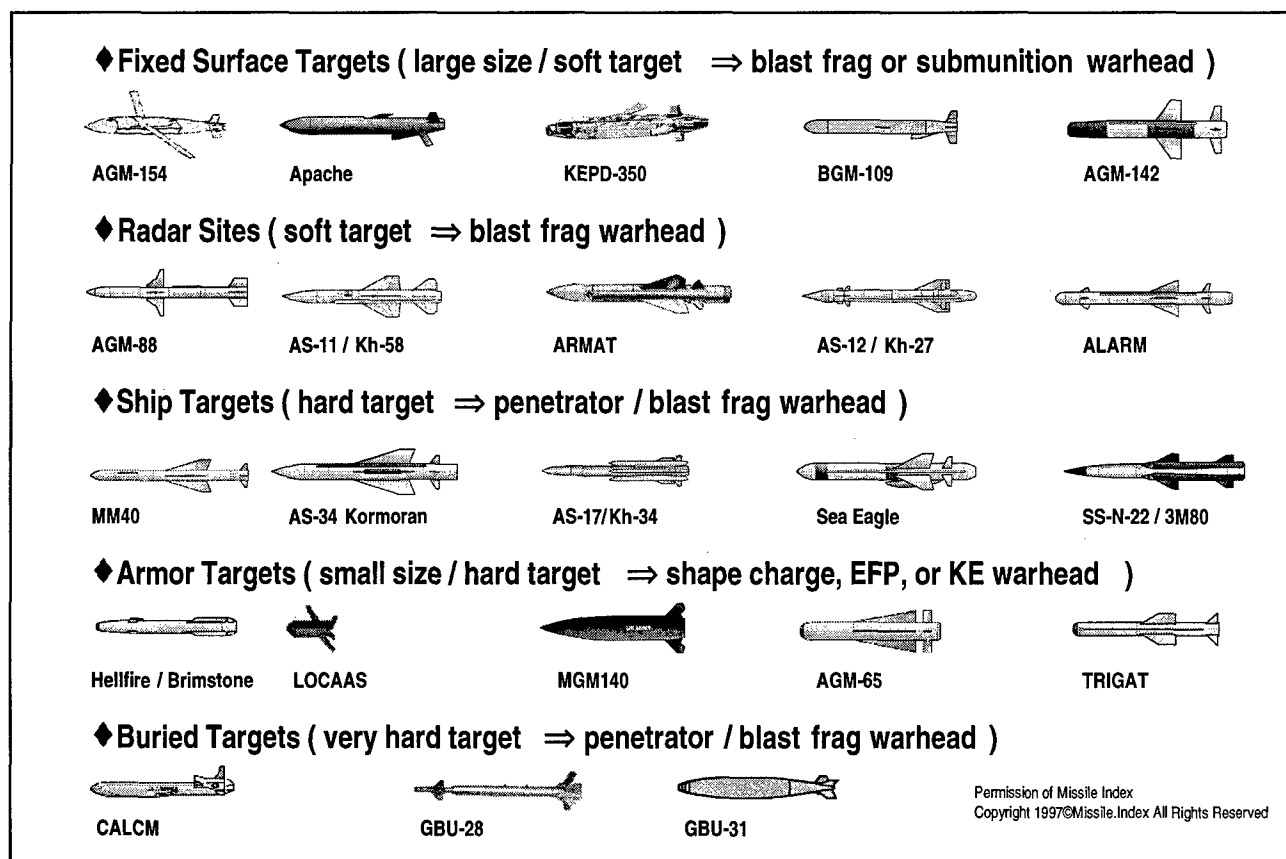 ♦Fixed Surface Targets ( large size / soft target ⇒ blast frag or submunition warhead )
AGM-154 Apache KEPD-350 BGM-109 AGM-142
♦Radar Sites ( soft target ⇒ blast frag warhead )
AGM-88 AS-11 / Kh-58 ARMAT AS-12 / Kh-27 ALARM
♦Ship Targets ( hard target ⇒ penetrator / blast frag warhead )
MM40 AS-34 Kormoran AS-17/Kh-34 Sea Eagle SS-N-22 / 3M80
♦Armor Targets ( small size / hard target ⇒ shape charge, EFP, or KE warhead )
Hellfire / Brimstone LOCAAS MGM140 AGM-65 TRIGAT
♦Buried Targets ( very hard target ⇒ penetrator / blast frag warhead )
CALCM GBU-28 GBU-31
Permission of Missile Index
Copyright 1997©Missile.Index All Rights Reserved